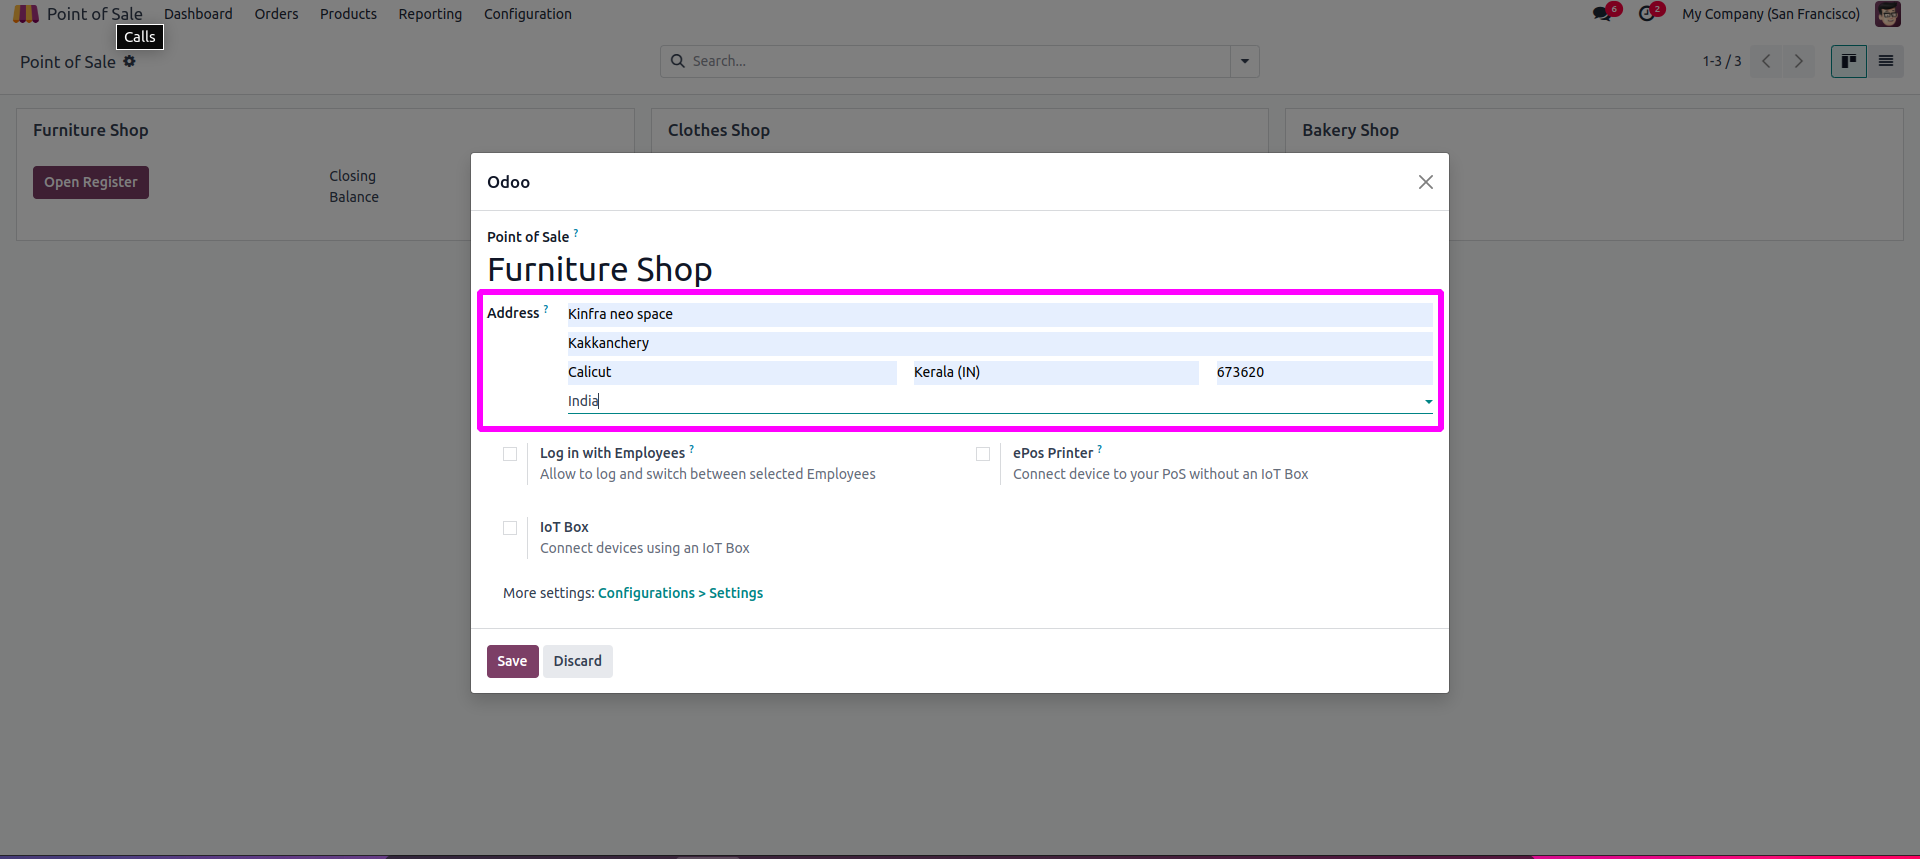 Point of Sale Dashboard Orders Products Reporting Configuration 6 2 My Company (San Francisco)
Calls
Point of Sale Search... 1-3 / 3
Furniture Shop Clothes Shop Bakery Shop
Open Register Closing
Balance
Odoo
Point of Sale ?
Furniture Shop
Address ? Kinfra neo space
Kakkanchery
Calicut Kerala (IN) 673620
India
Log in with Employees ? ePos Printer ?
Allow to log and switch between selected Employees Connect device to your PoS without an IoT Box
IoT Box
Connect devices using an IoT Box
More settings: Configurations > Settings
Save Discard